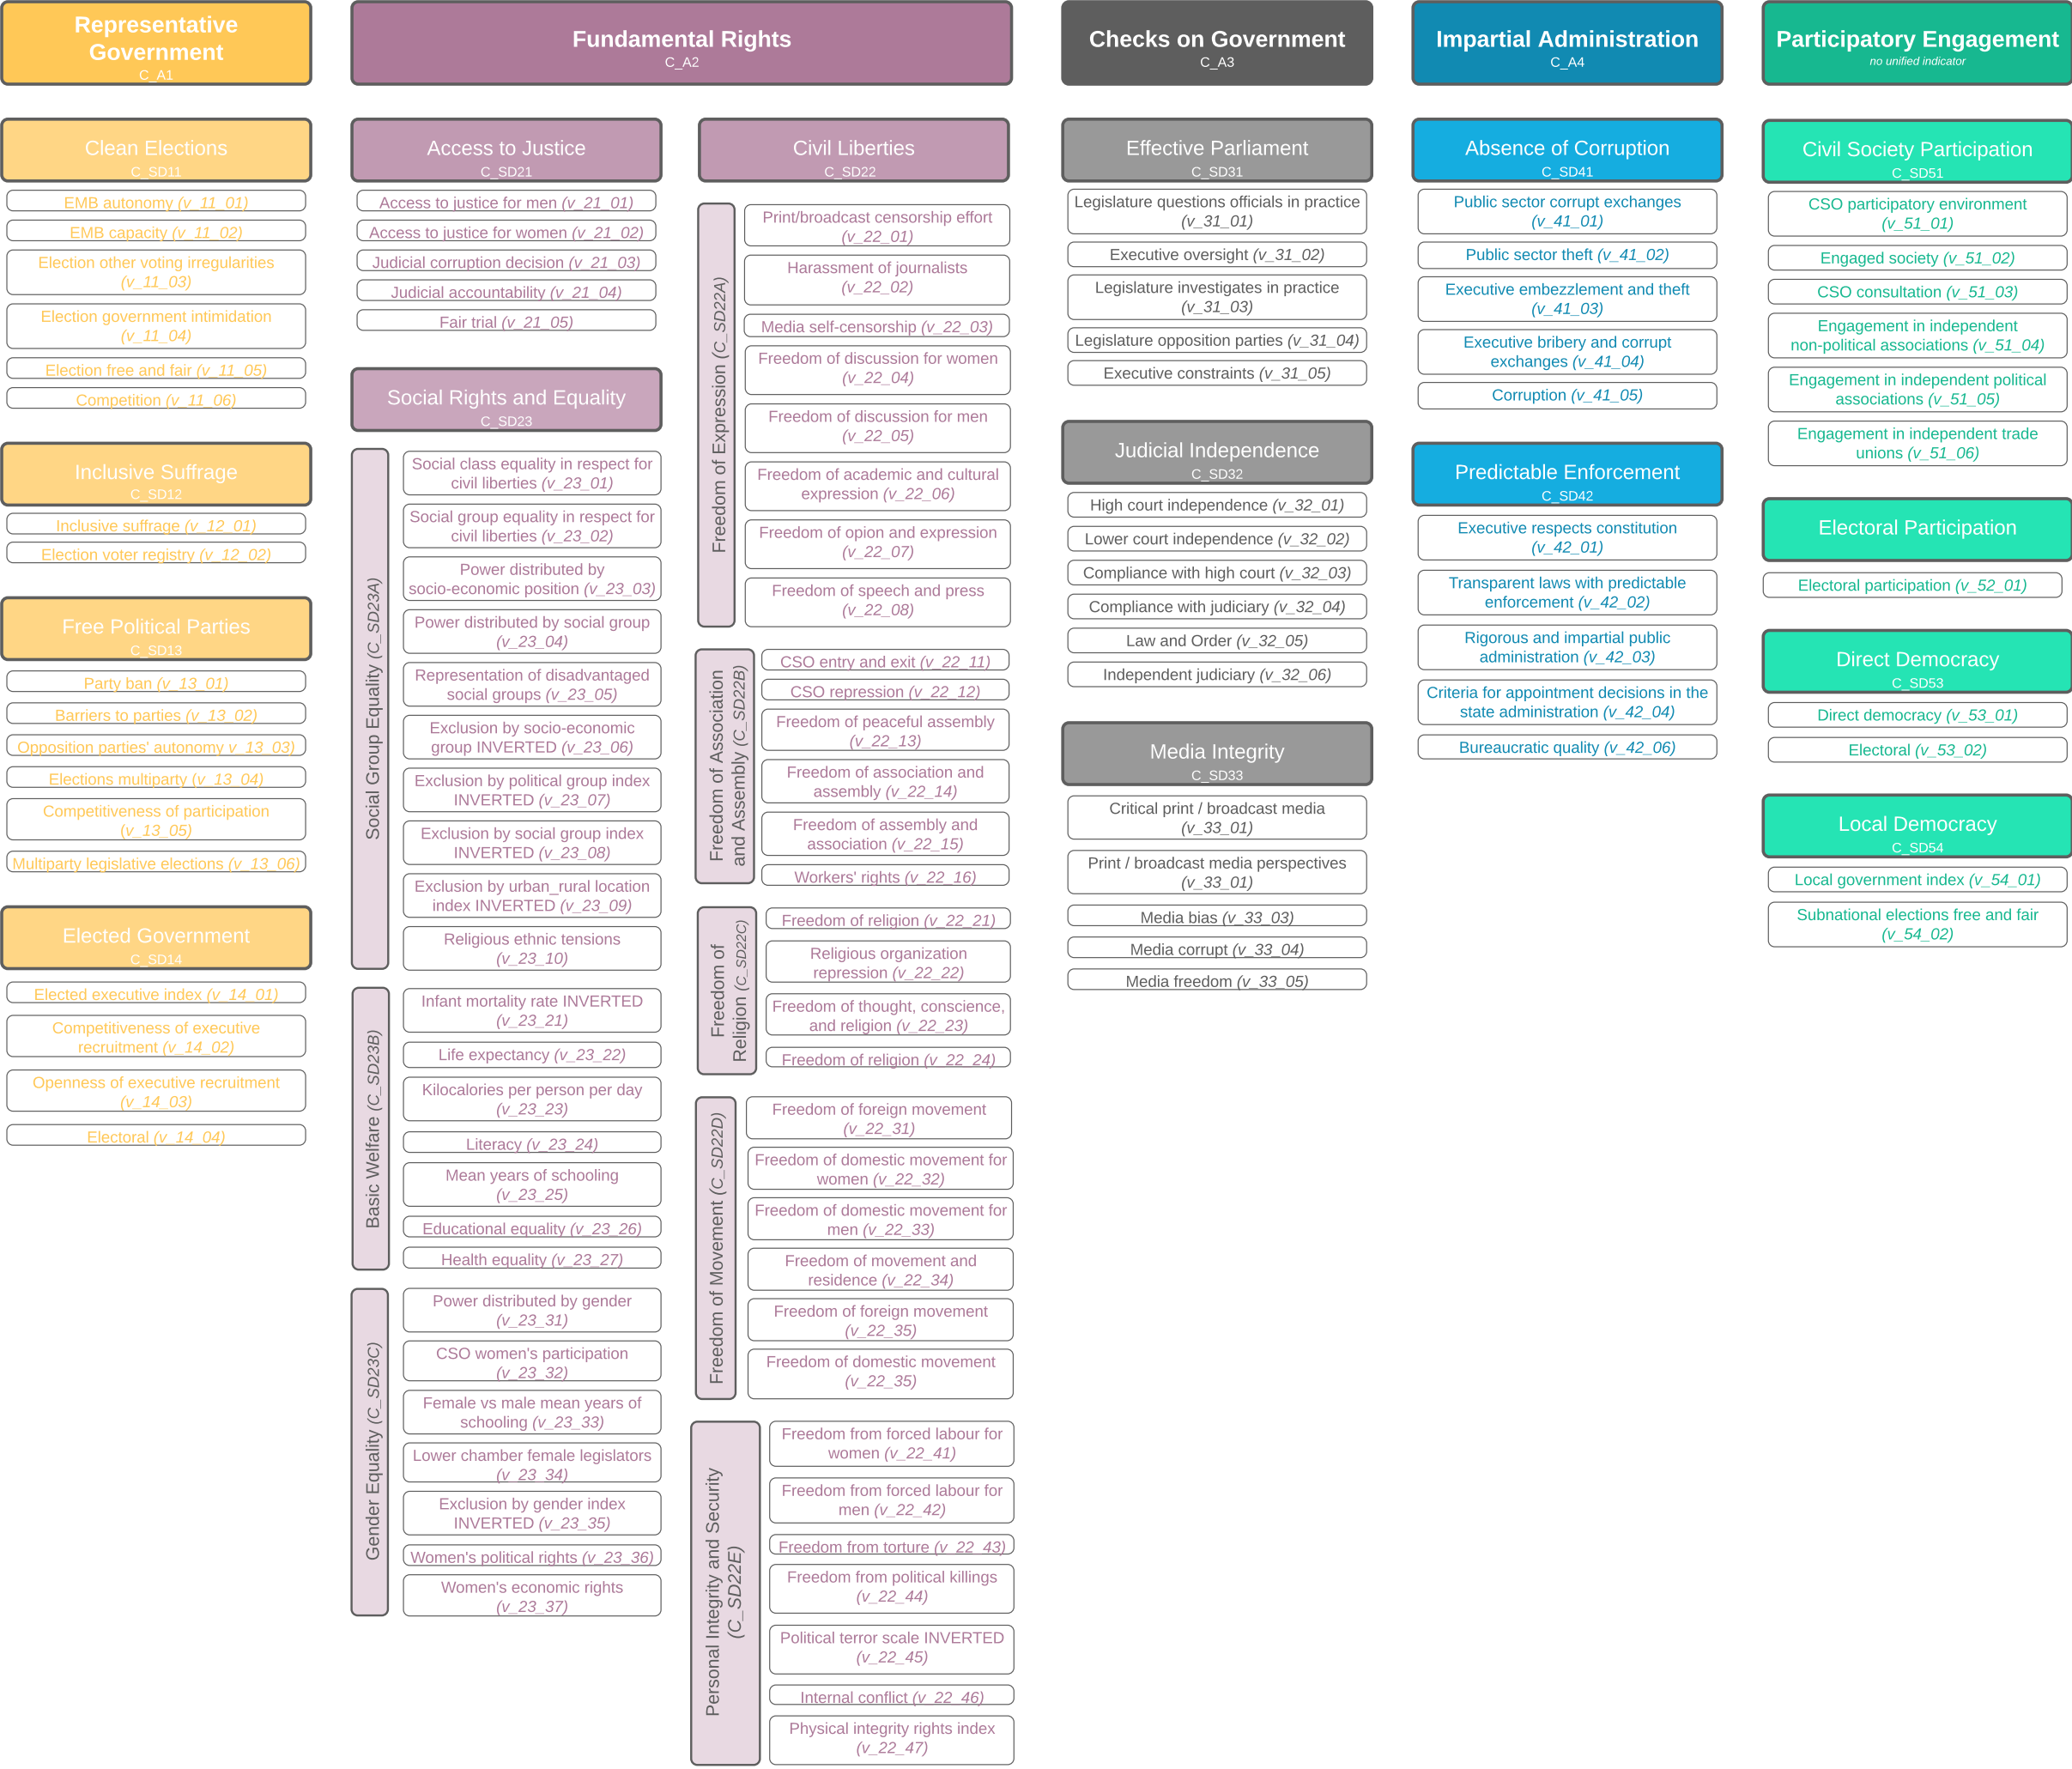 Representative
Government
C_A1
Clean Elections
C_SD11
EMB autonomy (v_11_01)
EMB capacity (v_11_02)
Election other voting irregularities
(v_11_03)
Election government intimidation
(v_11_04)
Election free and fair (v_11_05)
Competition (v_11_06)
Inclusive Suffrage
C_SD12
Inclusive suffrage (v_12_01)
Election voter registry (v_12_02)
Free Political Parties
C_SD13
Party ban (v_13_01)
Barriers to parties (v_13_02)
Opposition parties' autonomy v_13_03)
Elections multiparty (v_13_04)
Competitiveness of participation
(v_13_05)
Multiparty legislative elections (v_13_06)
Elected Government
C_SD14
Elected executive index (v_14_01)
Competitiveness of executive
recruitment (v_14_02)
Openness of executive recruitment
(v_14_03)
Electoral (v_14_04)
Fundamental Rights
C_A2
Access to Justice
C_SD21
Access to justice for men (v_21_01)
Access to justice for women (v_21_02)
Judicial corruption decision (v_21_03)
Judicial accountability (v_21_04)
Fair trial (v_21_05)
Social Rights and Equality
C_SD23
Social Group Equality (C_SD23A)
Social class equality in respect for
civil liberties (v_23_01)
Social group equality in respect for
civil liberties (v_23_02)
Power distributed by
socio-economic position (v_23_03)
Power distributed by social group
(v_23_04)
Representation of disadvantaged
social groups (v_23_05)
Exclusion by socio-economic
group INVERTED (v_23_06)
Exclusion by political group index
INVERTED (v_23_07)
Exclusion by social group index
INVERTED (v_23_08)
Exclusion by urban_rural location
index INVERTED (v_23_09)
Religious ethnic tensions
(v_23_10)
Basic Welfare (C_SD23B)
Infant mortality rate INVERTED
(v_23_21)
Life expectancy (v_23_22)
Kilocalories per person per day
(v_23_23)
Literacy (v_23_24)
Mean years of schooling
(v_23_25)
Educational equality (v_23_26)
Health equality (v_23_27)
Gender Equality (C_SD23C)
Power distributed by gender
(v_23_31)
CSO women's participation
(v_23_32)
Female vs male mean years of
schooling (v_23_33)
Lower chamber female legislators
(v_23_34)
Exclusion by gender index
INVERTED (v_23_35)
Women's political rights (v_23_36)
Women's economic rights
(v_23_37)
Civil Liberties
C_SD22
Freedom of Expression (C_SD22A)
Print/broadcast censorship effort
(v_22_01)
Harassment of journalists
(v_22_02)
Media self-censorship (v_22_03)
Freedom of discussion for women
(v_22_04)
Freedom of discussion for men
(v_22_05)
Freedom of academic and cultural
expression (v_22_06)
Freedom of opion and expression
(v_22_07)
Freedom of speech and press
(v_22_08)
Freedom of Association
and Assembly (C_SD22B)
CSO entry and exit (v_22_11)
CSO repression (v_22_12)
Freedom of peaceful assembly
(v_22_13)
Freedom of association and
assembly (v_22_14)
Freedom of assembly and
association (v_22_15)
Workers' rights (v_22_16)
Freedom of
Religion (C_SD22C)
Freedom of religion (v_22_21)
Religious organization
repression (v_22_22)
Freedom of thought, conscience,
and religion (v_22_23)
Freedom of religion (v_22_24)
Freedom of Movement (C_SD22D)
Freedom of foreign movement
(v_22_31)
Freedom of domestic movement for
women (v_22_32)
Freedom of domestic movement for
men (v_22_33)
Freedom of movement and
residence (v_22_34)
Freedom of foreign movement
(v_22_35)
Freedom of domestic movement
(v_22_35)
Personal Integrity and Security
(C_SD22E)
Freedom from forced labour for
women (v_22_41)
Freedom from forced labour for
men (v_22_42)
Freedom from torture (v_22_43)
Freedom from political killings
(v_22_44)
Political terror scale INVERTED
(v_22_45)
Internal conflict (v_22_46)
Physical integrity rights index
(v_22_47)
Checks on Government
C_A3
Effective Parliament
C_SD31
Legislature questions officials in practice
(v_31_01)
Executive oversight (v_31_02)
Legislature investigates in practice
(v_31_03)
Legislature opposition parties (v_31_04)
Executive constraints (v_31_05)
Judicial Independence
C_SD32
High court independence (v_32_01)
Lower court independence (v_32_02)
Compliance with high court (v_32_03)
Compliance with judiciary (v_32_04)
Law and Order (v_32_05)
Independent judiciary (v_32_06)
Media Integrity
C_SD33
Critical print / broadcast media
(v_33_01)
Print / broadcast media perspectives
(v_33_01)
Media bias (v_33_03)
Media corrupt (v_33_04)
Media freedom (v_33_05)
Impartial Administration
C_A4
Absence of Corruption
C_SD41
Public sector corrupt exchanges
(v_41_01)
Public sector theft (v_41_02)
Executive embezzlement and theft
(v_41_03)
Executive bribery and corrupt
exchanges (v_41_04)
Corruption (v_41_05)
Predictable Enforcement
C_SD42
Executive respects constitution
(v_42_01)
Transparent laws with predictable
enforcement (v_42_02)
Rigorous and impartial public
administration (v_42_03)
Criteria for appointment decisions in the
state administration (v_42_04)
Bureaucratic quality (v_42_06)
Participatory Engagement
no unified indicator
Civil Society Participation
C_SD51
CSO participatory environment
(v_51_01)
Engaged society (v_51_02)
CSO consultation (v_51_03)
Engagement in independent
non-political associations (v_51_04)
Engagement in independent political
associations (v_51_05)
Engagement in independent trade
unions (v_51_06)
Electoral Participation
Electoral participation (v_52_01)
Direct Democracy
C_SD53
Direct democracy (v_53_01)
Electoral (v_53_02)
Local Democracy
C_SD54
Local government index (v_54_01)
Subnational elections free and fair
(v_54_02)